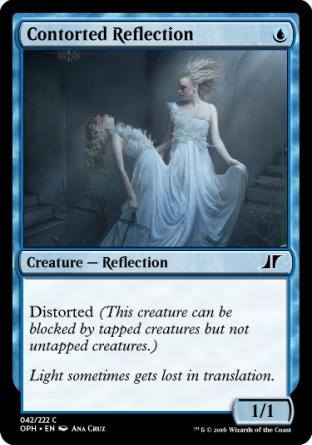 Contorted Reflection
Creature — Reflection
Distorted (This creature can be
blocked by tapped creatures but not
untapped creatures.)
Light sometimes gets lost in translation.
1/1
042/222 C
OPH • EN Ana Cruz
™ & © 2016 Wizards of the Coast